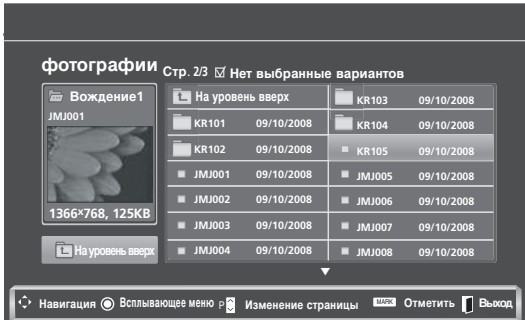 фотографии Стр. 2/3 Нет выбранные вариантов
Вождение1
JMJ001
1366×768, 125KB
На уровень вверх
На уровень вверх
KR101 09/10/2008
KR102 09/10/2008
JMJ001 09/10/2008
JMJ002 09/10/2008
JMJ003 09/10/2008
JMJ004 09/10/2008
KR103 09/10/2008
KR104 09/10/2008
KR105 09/10/2008
JMJ005 09/10/2008
JMJ006 09/10/2008
JMJ007 09/10/2008
JMJ008 09/10/2008
Навигация Всплывающее меню P Изменение страницы MARK Отметить Выход